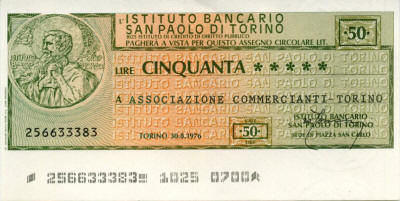 L'ISTITUTO BANCARIO
SAN PAOLO DI TORINO
ISTITUTO DI CREDITO DI DIRITTO PUBBLICO
PAGHERÀ A VISTA PER QUESTO ASSEGNO CIRCOLARE LIT.
·50·
LIRE CINQUANTA *****
A ASSOCIAZIONE COMMERCIANTI-TORINO
256633383
TORINO 30.8.1976
·50·
ISTITUTO BANCARIO
SAN PAOLO DI TORINO
SEDE DI PIAZZA SAN CARLO
256633383 1025 0700